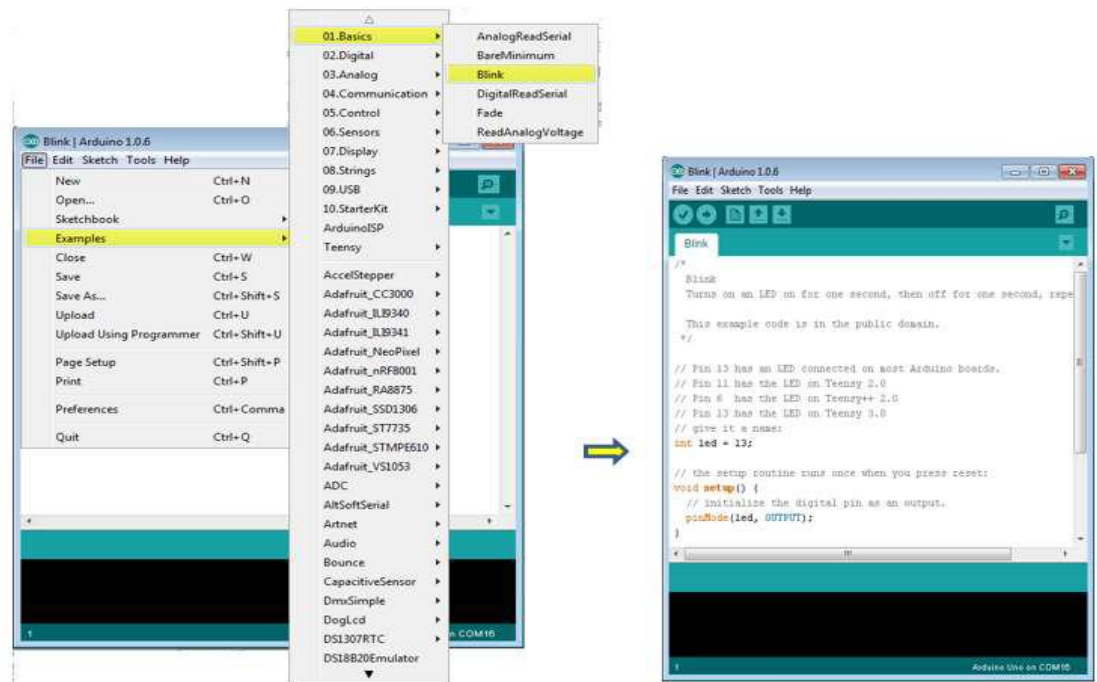 Blink | Arduino 1.0.6
File Edit Sketch Tools Help
New Ctrl+N
Open... Ctrl+O
Sketchbook
Examples
Close Ctrl+W
Save Ctrl+S
Save As... Ctrl+Shift+S
Upload Ctrl+U
Upload Using Programmer Ctrl+Shift+U
Page Setup Ctrl+Shift+P
Print Ctrl+P
Preferences Ctrl+Comma
Quit Ctrl+Q
1
n COM16
01.Basics
02.Digital
03.Analog
04.Communication
05.Control
06.Sensors
07.Display
08.Strings
09.USB
10.StarterKit
ArduinoISP
Teensy
AccelStepper
Adafruit_CC3000
Adafruit_ILI9340
Adafruit_ILI9341
Adafruit_NeoPixel
Adafruit_nRF8001
Adafruit_RA8875
Adafruit_SSD1306
Adafruit_ST7735
Adafruit_STMPE610
Adafruit_VS1053
ADC
AltSoftSerial
Artnet
Audio
Bounce
CapacitiveSensor
DmxSimple
DogLcd
DS1307RTC
DS18B20Emulator
AnalogReadSerial
BareMinimum
Blink
DigitalReadSerial
Fade
ReadAnalogVoltage
Blink | Arduino 1.0.6
File Edit Sketch Tools Help
Blink
/*
Blink
Turns on an LED on for one second, then off for one second, repe
This example code is in the public domain.
*/
// Pin 13 has an LED connected on most Arduino boards.
// Pin 11 has the LED on Teensy 2.0
// Pin 6 has the LED on Teensy++ 2.0
// Pin 13 has the LED on Teensy 3.0
// give it a name:
int led = 13;
// the setup routine runs once when you press reset:
void setup() {
// initialize the digital pin as an output.
pinMode(led, OUTPUT);
}
1
Arduino Uno on COM16